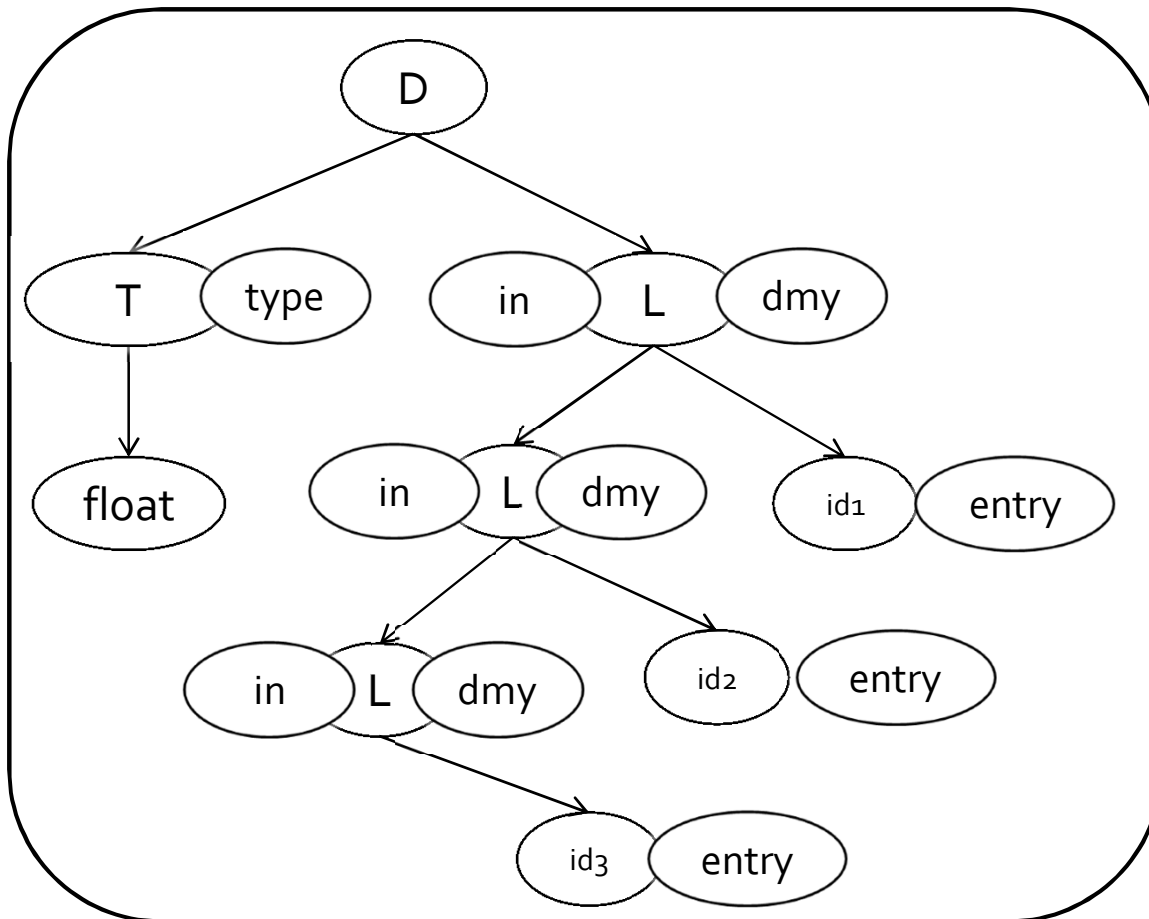 D
T type in L dmy
float in L dmy id1 entry
in L dmy id2 entry
id3 entry